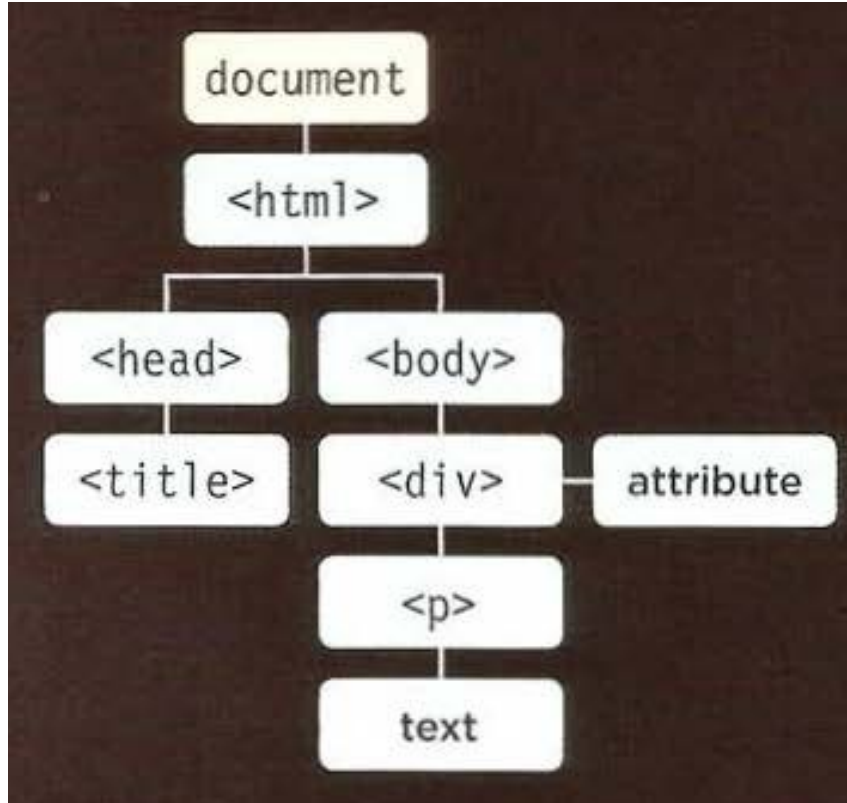 document
<html>
<head>
<body>
<title>
<div>
attribute
<p>
text